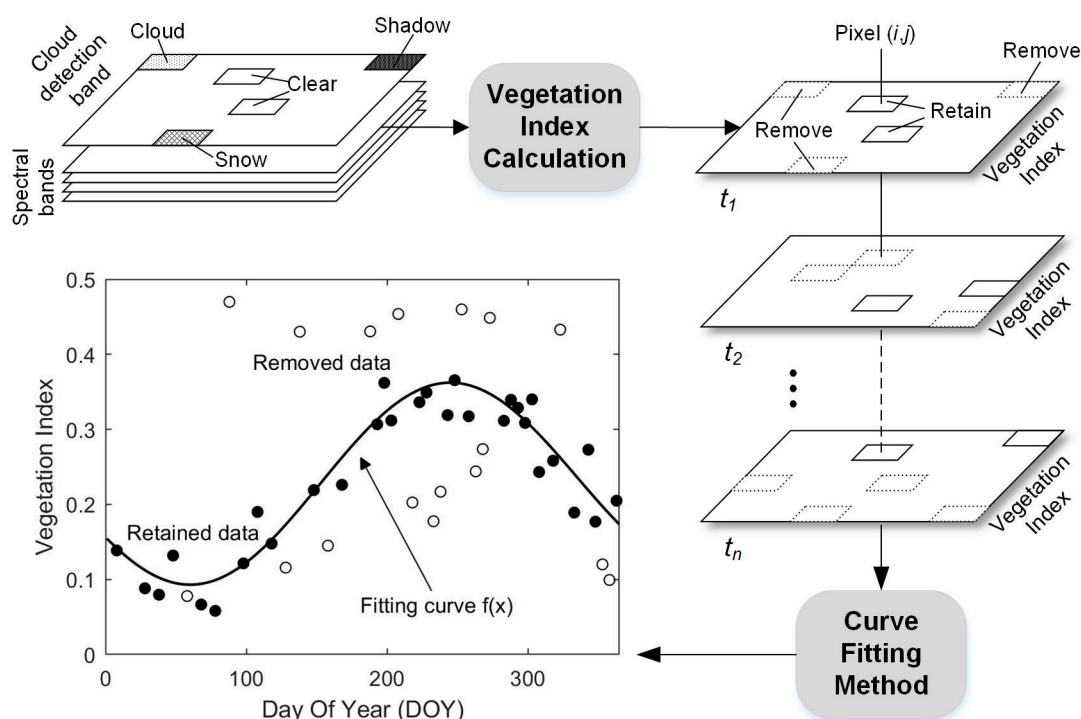 Cloud
Shadow
Cloud
detection
band
Clear
Snow
Spectral
bands
Vegetation
Index
Calculation
Pixel (i,j)
Remove
Remove
Retain
Vegetation
Index
t1
Vegetation
Index
t2
Vegetation
Index
tn
Curve
Fitting
Method
0.5
0.4
0.3
0.2
0.1
0
Vegetation Index
Removed data
Retained data
Fitting curve f(x)
0
100
200
300
Day Of Year (DOY)